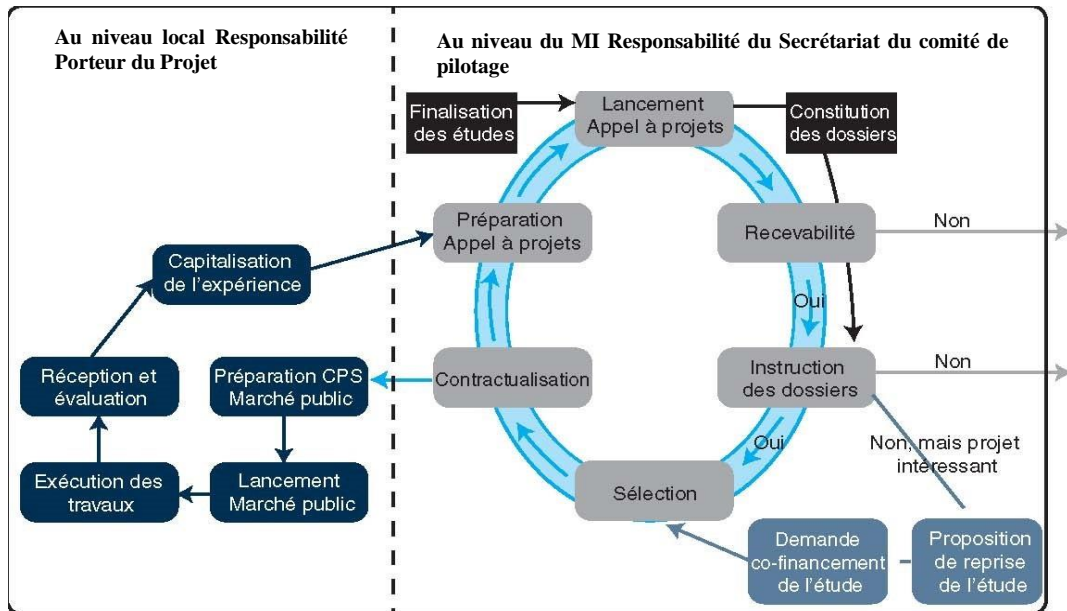 Au niveau local Responsabilité
Porteur du Projet
Au niveau du MI Responsabilité du Secrétariat du comité de
pilotage
Finalisation
des études
Lancement
Appel à projets
Constitution
des dossiers
Préparation
Appel à projets
Recevabilité
Non
Capitalisation
de l'expérience
Oui
Réception et
évaluation
Préparation CPS
Marché public
Contractualisation
Instruction
des dossiers
Non
Oui
Non, mais projet
intéressant
Exécution des
travaux
Lancement
Marché public
Sélection
Demande
co-financement
de l'étude
Proposition
de reprise
de l'étude